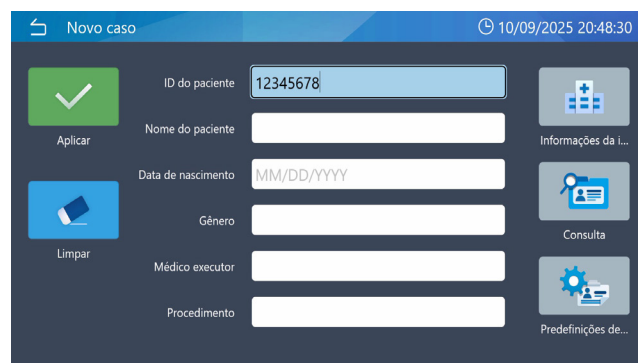 Novo caso
10/09/2025 20:48:30
ID do paciente
12345678
Nome do paciente
Data de nascimento
MM/DD/YYYY
Gênero
Médico executor
Procedimento
Aplicar
Limpar
Informações da i...
Consulta
Predefinições de...